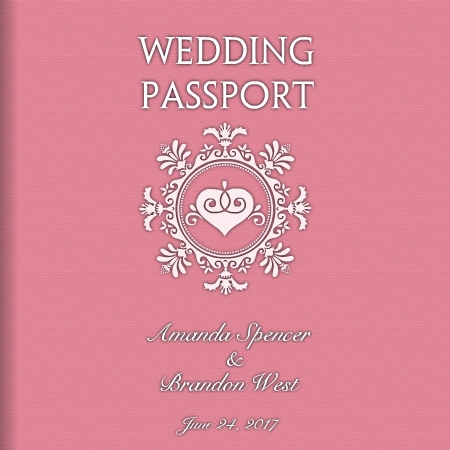 WEDDING
PASSPORT
Amanda Spencer
&
Brandon West
June 24, 2017